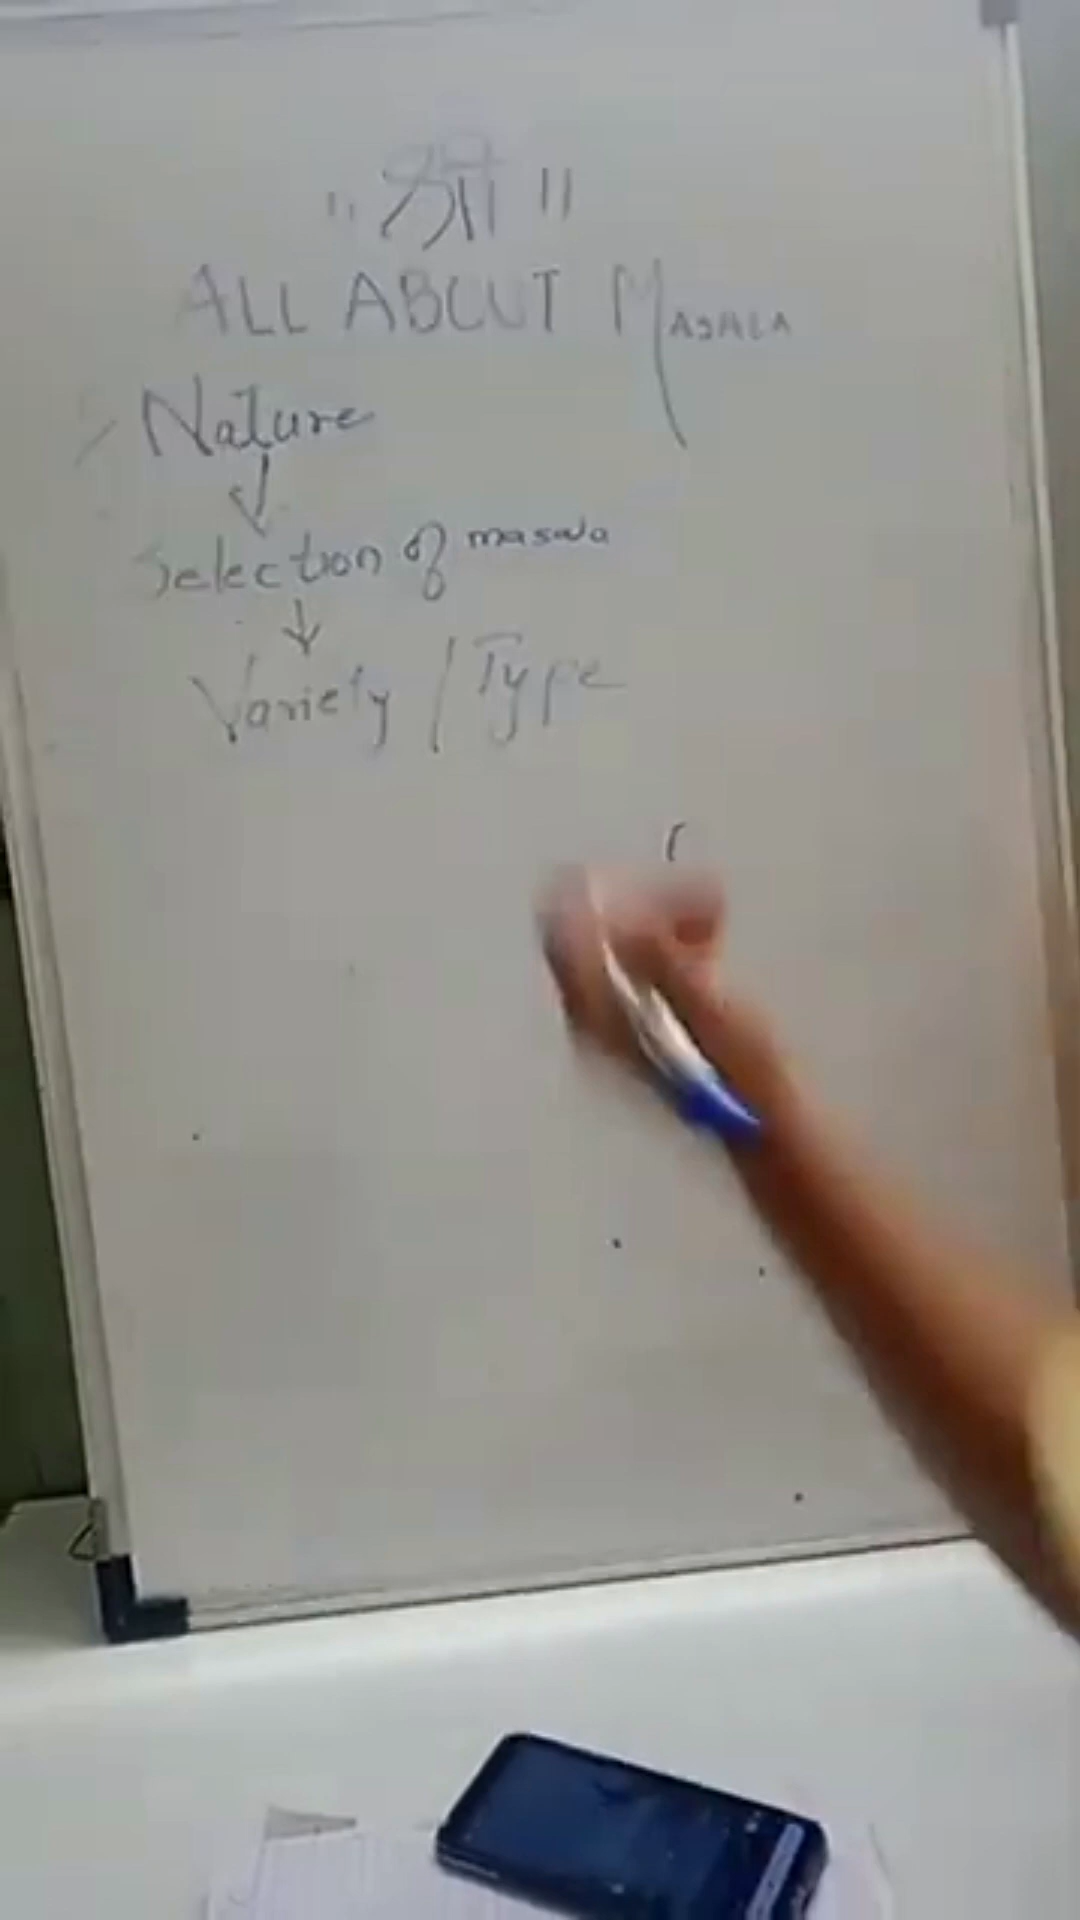 "श्री"
ALL ABOUT MASALA
Nature
↓
Selection of masala
↓
Variety / Type
(